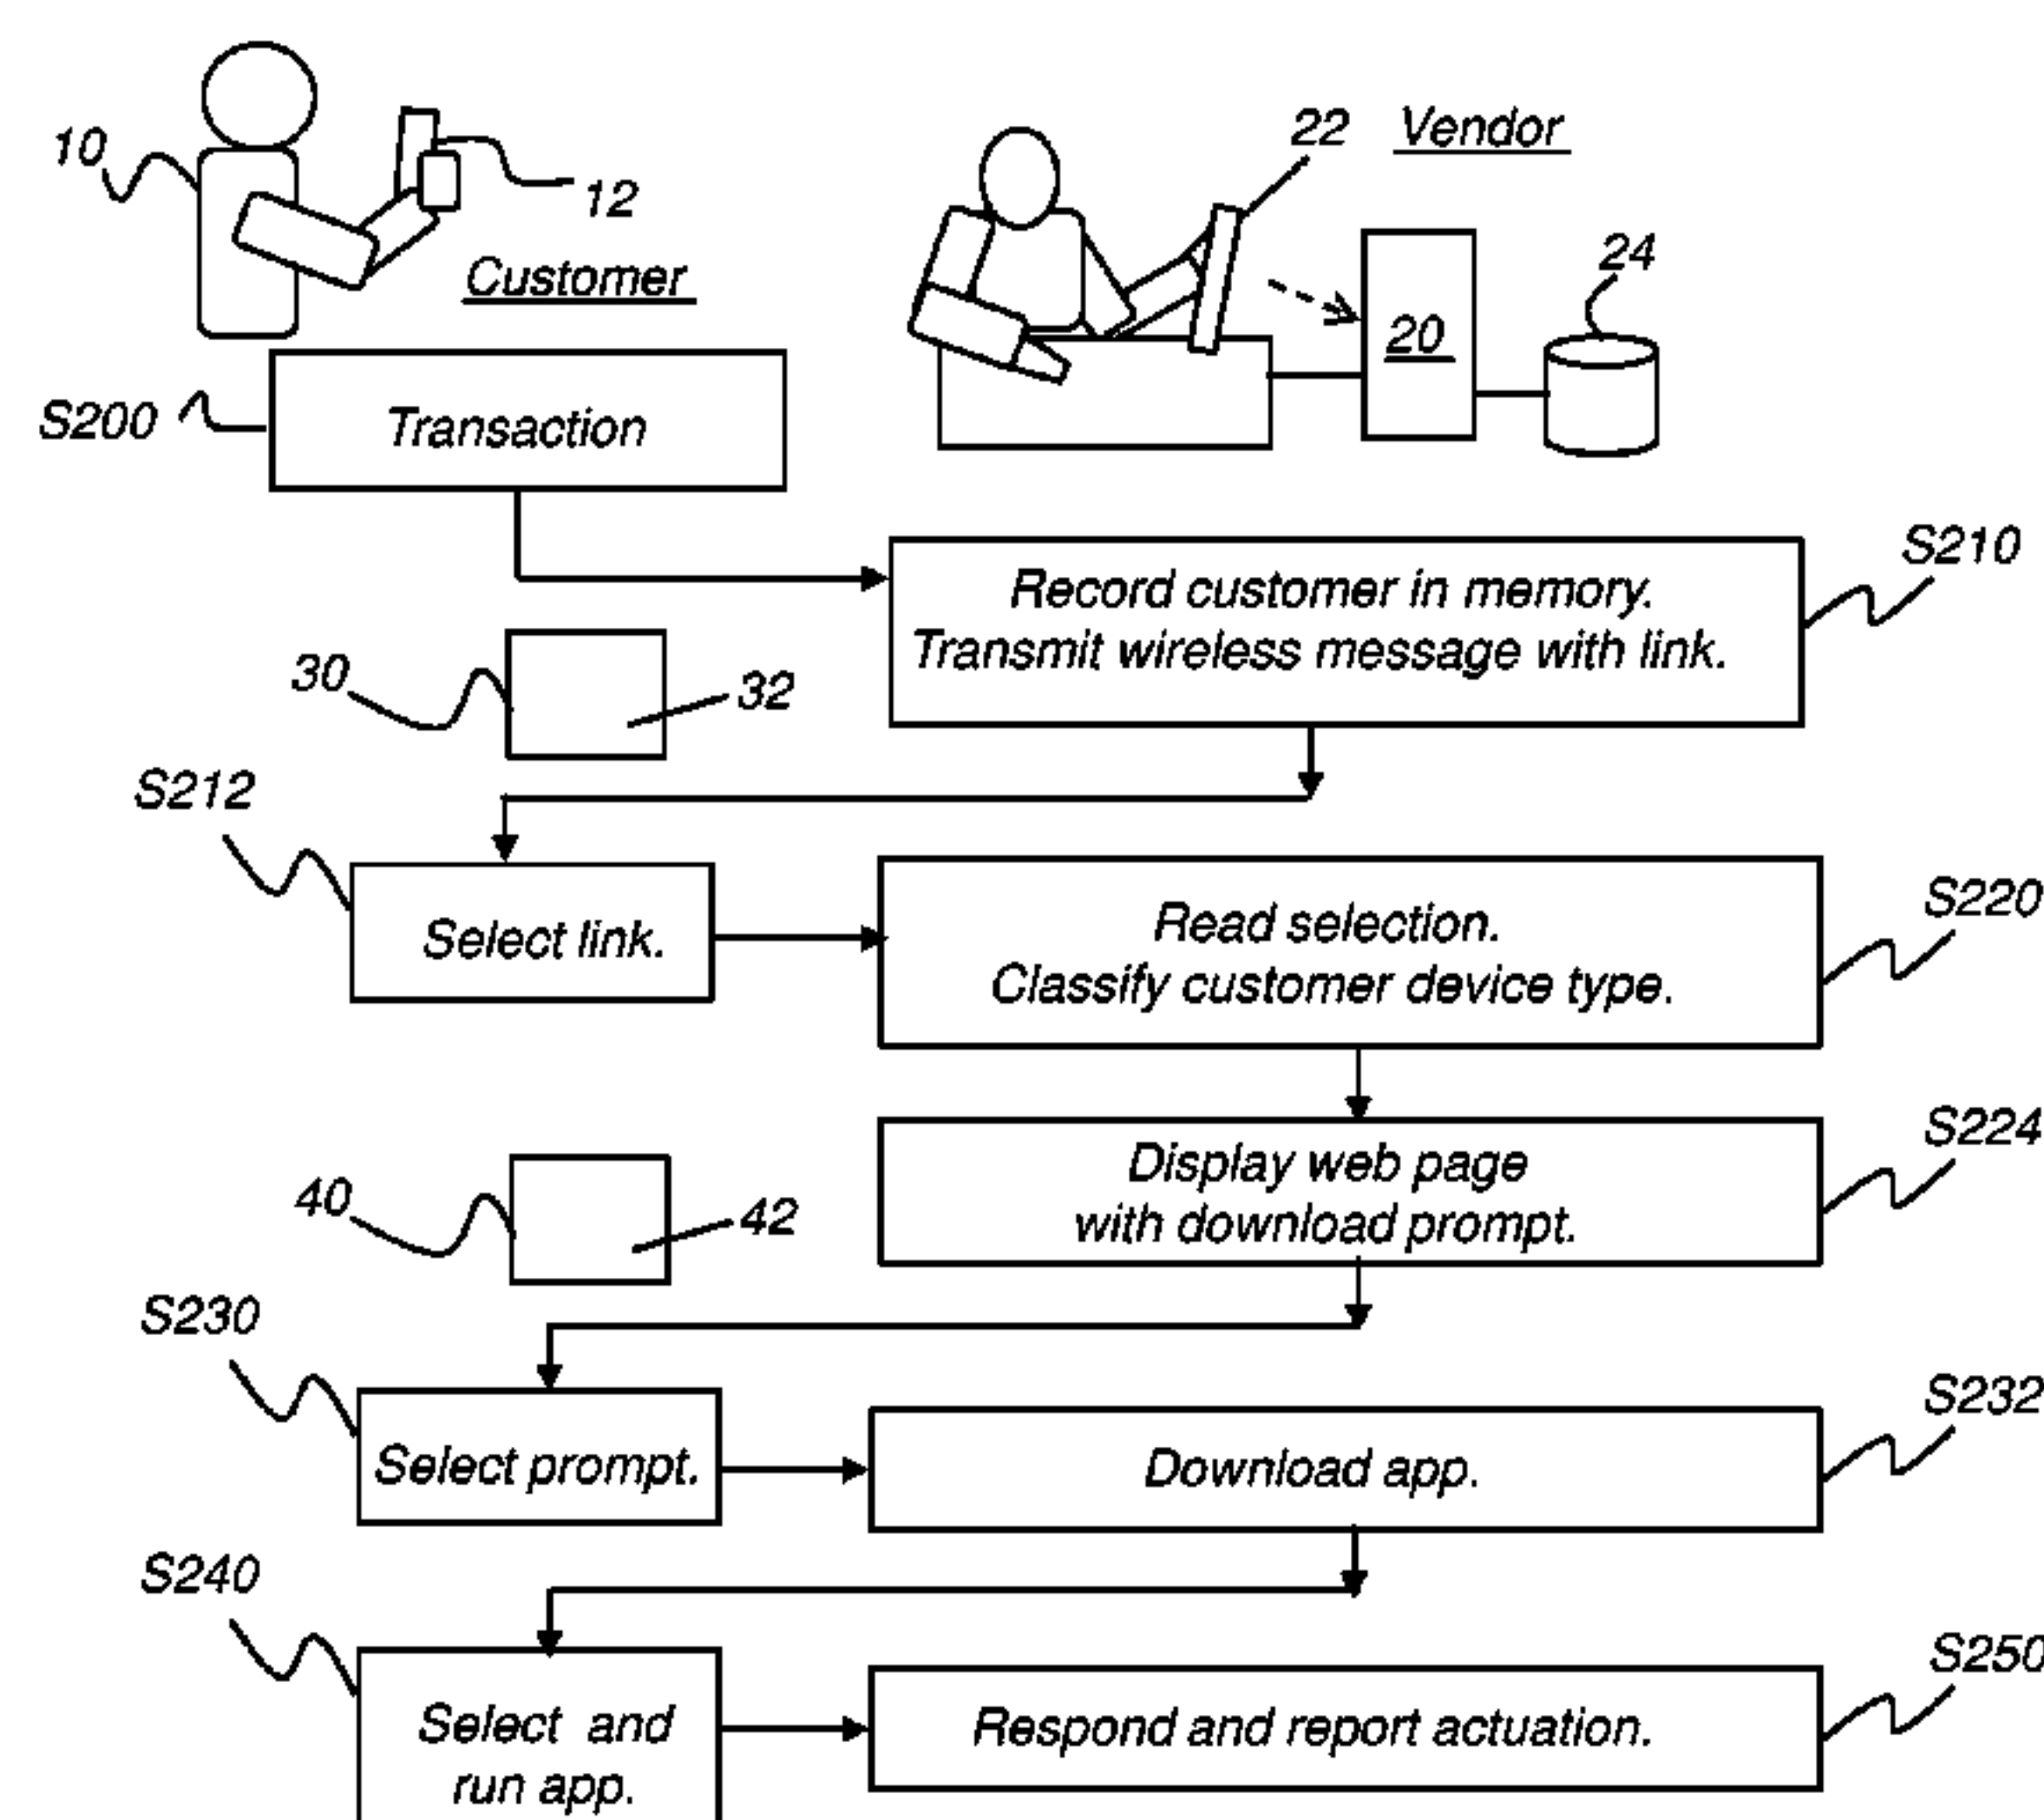 10
12
Customer
22
Vendor
24
20
S200
Transaction
S210
Record customer in memory.
Transmit wireless message with link.
30
32
S212
Select link.
S220
Read selection.
Classify customer device type.
S224
Display web page
with download prompt.
40
42
S230
Select prompt.
S232
Download app.
S240
Select and
run app.
S250
Respond and report actuation.